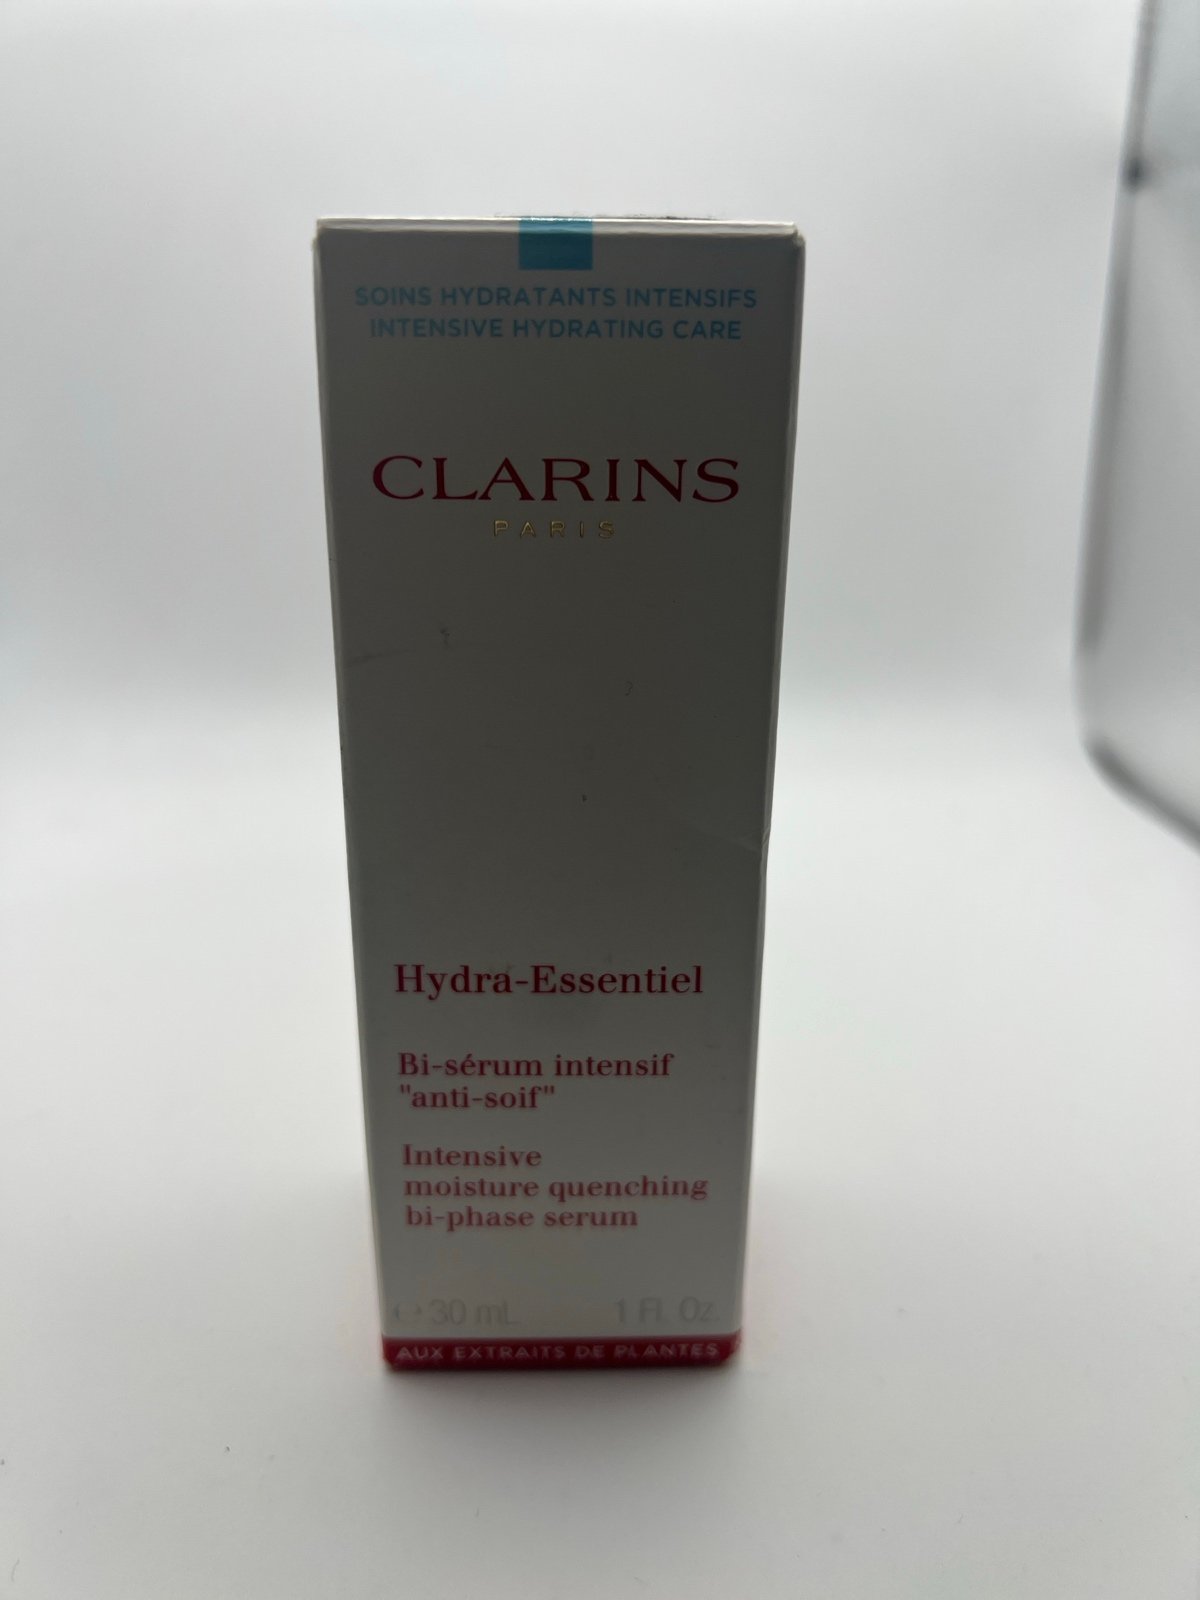 SOINS HYDRATANTS INTENSIFS
INTENSIVE HYDRATING CARE
CLARINS
PARIS
Hydra-Essentiel
Bi-sérum intensif
"anti-soif"
Intensive
moisture quenching
bi-phase serum
℮ 30 mL 1 Fl. Oz.
AUX EXTRAITS DE PLANTES